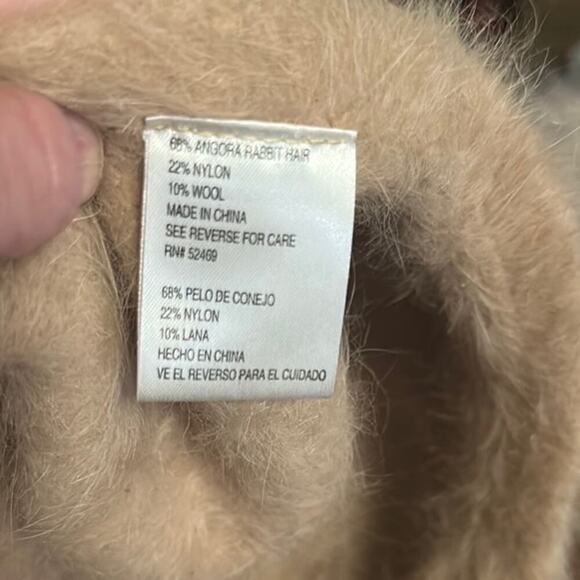 68% ANGORA RABBIT HAIR
22% NYLON
10% WOOL
MADE IN CHINA
SEE REVERSE FOR CARE
RN# 52469
68% PELO DE CONEJO
22% NYLON
10% LANA
HECHO EN CHINA
VE EL REVERSO PARA EL CUIDADO